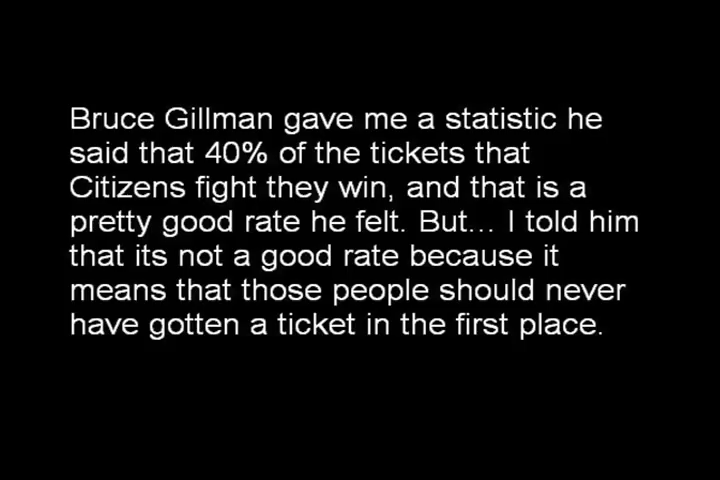 Bruce Gillman gave me a statistic he
said that 40% of the tickets that
Citizens fight they win, and that is a
pretty good rate he felt. But... I told him
that its not a good rate because it
means that those people should never
have gotten a ticket in the first place.